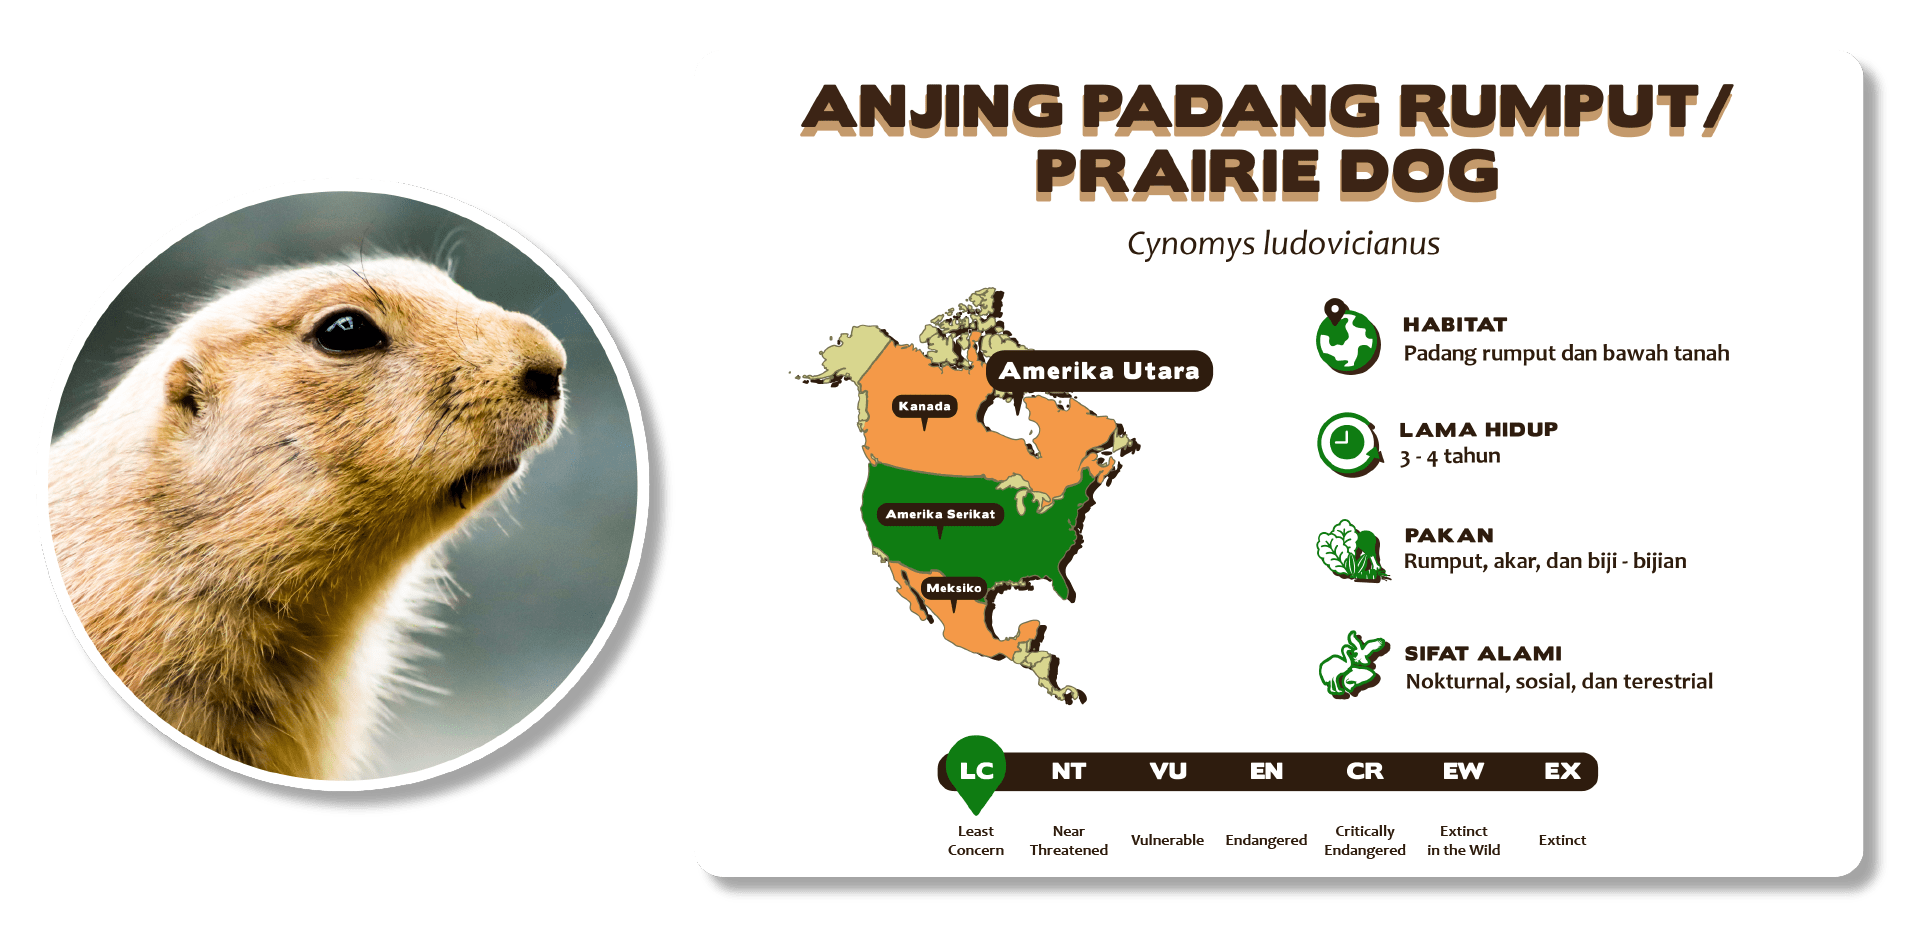 ANJING PADANG RUMPUT/
PRAIRIE DOG
Cynomys ludovicianus
Amerika Utara
Kanada
Amerika Serikat
Meksiko
HABITAT
Padang rumput dan bawah tanah
LAMA HIDUP
3 - 4 tahun
PAKAN
Rumput, akar, dan biji - bijian
SIFAT ALAMI
Nokturnal, sosial, dan terestrial
LC NT VU EN CR EW EX
Least
Concern
Near
Threatened
Vulnerable
Endangered
Critically
Endangered
Extinct
in the Wild
Extinct